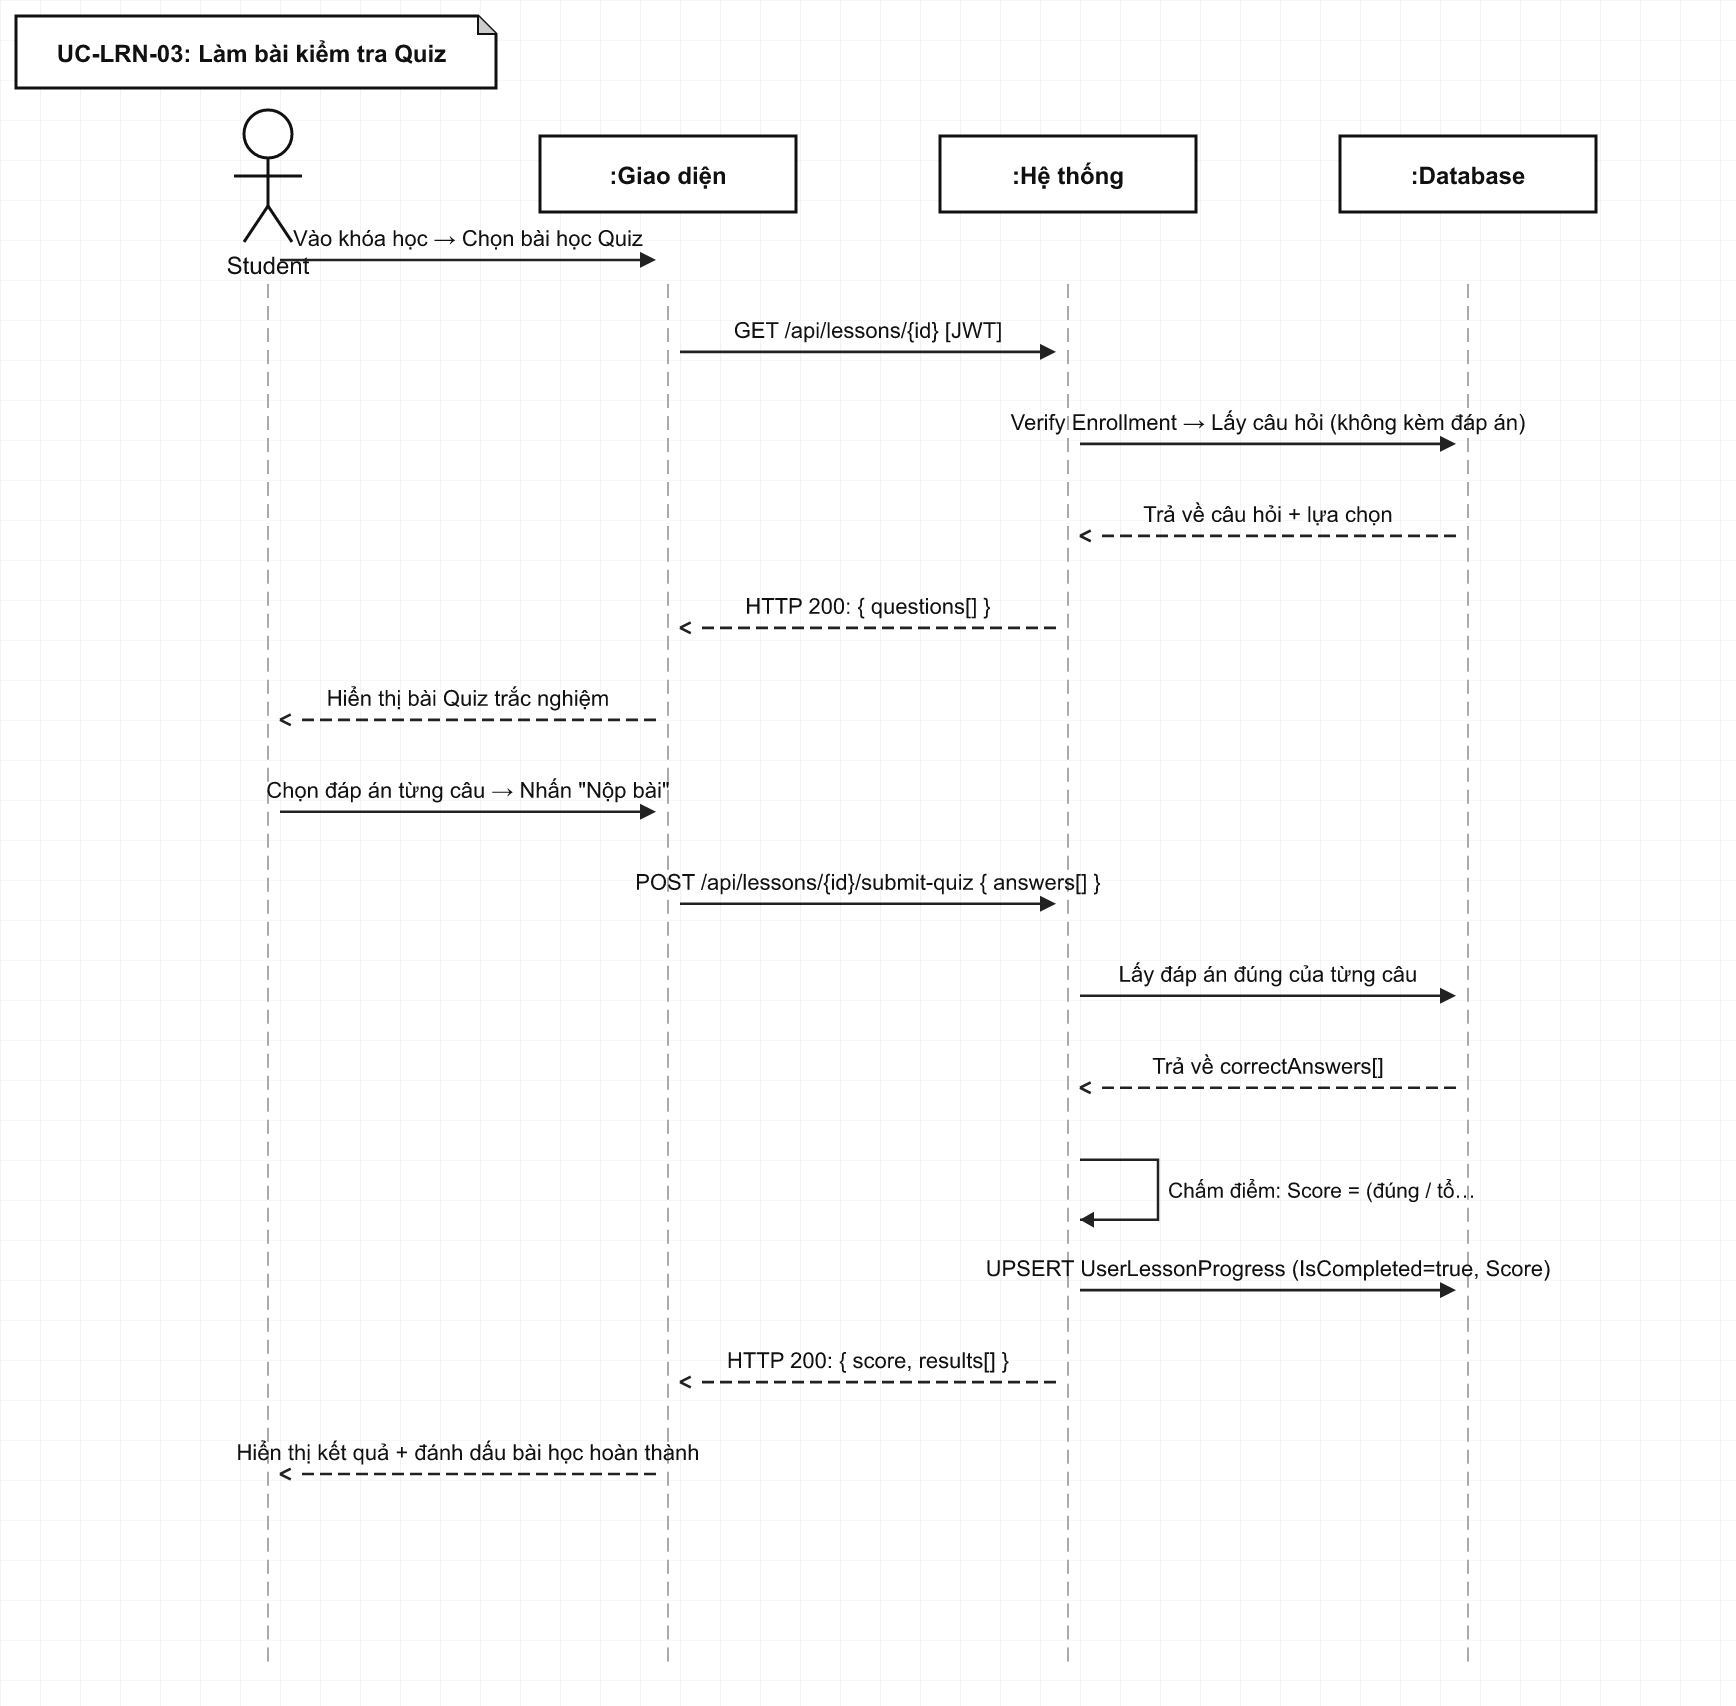 UC-LRN-03: Làm bài kiểm tra Quiz
:Giao diện
:Hệ thống
:Database
Vào khóa học → Chọn bài học Quiz
Student
GET /api/lessons/{id} [JWT]
Verify Enrollment → Lấy câu hỏi (không kèm đáp án)
Trả về câu hỏi + lựa chọn
HTTP 200: { questions[] }
Hiển thị bài Quiz trắc nghiệm
Chọn đáp án từng câu → Nhấn "Nộp bài"
POST /api/lessons/{id}/submit-quiz { answers[] }
Lấy đáp án đúng của từng câu
Trả về correctAnswers[]
Chấm điểm: Score = (đúng / tổ...
UPSERT UserLessonProgress (IsCompleted=true, Score)
HTTP 200: { score, results[] }
Hiển thị kết quả + đánh dấu bài học hoàn thành